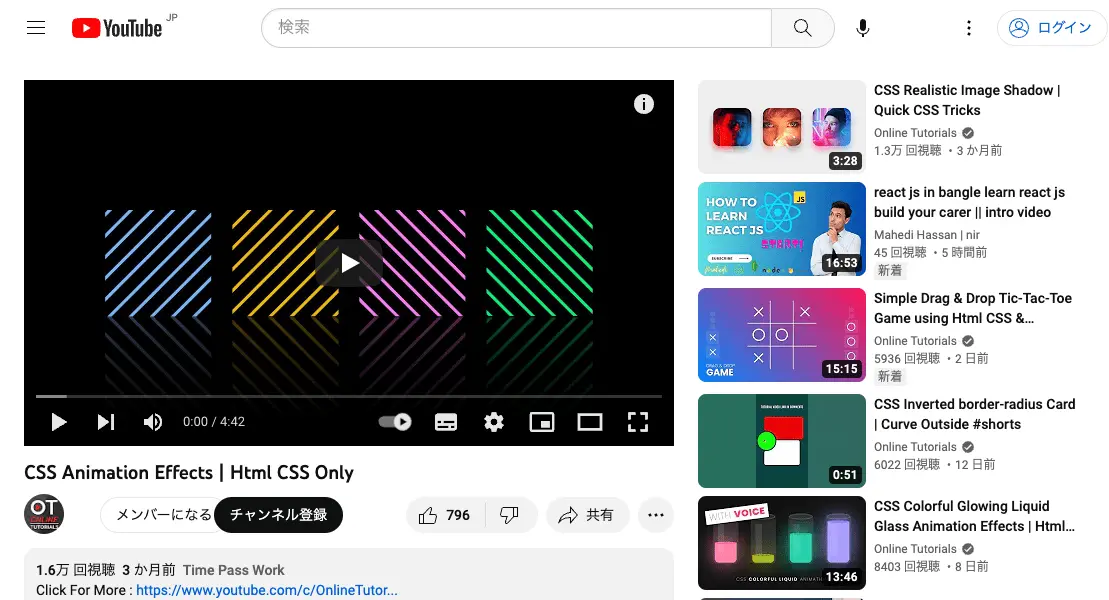 YouTube JP
検索
ログイン
0:00 / 4:42
CSS Animation Effects | Html CSS Only
OT
ONLINE
TUTORIALS
メンバーになる
チャンネル登録
796
共有
1.6万 回視聴 3 か月前 Time Pass Work
Click For More : https://www.youtube.com/c/OnlineTutor...
3:28
CSS Realistic Image Shadow |
Quick CSS Tricks
Online Tutorials
1.3万 回視聴 ・3 か月前
HOW TO
LEARN
REACT JS
JS
SUBSCRIBE
node
16:53
react js in bangle learn react js
build your carer || intro video
Mahedi Hassan | nir
45 回視聴 ・5 時間前
新着
DRAG & DROP
GAME
15:15
Simple Drag & Drop Tic-Tac-Toe
Game using Html CSS &...
Online Tutorials
5936 回視聴 ・2 日前
新着
0:51
CSS Inverted border-radius Card
| Curve Outside #shorts
Online Tutorials
6022 回視聴 ・12 日前
WITH VOICE
CSS COLORFUL LIQUID ANIMATI
13:46
CSS Colorful Glowing Liquid
Glass Animation Effects | Html...
Online Tutorials
8403 回視聴 ・8 日前